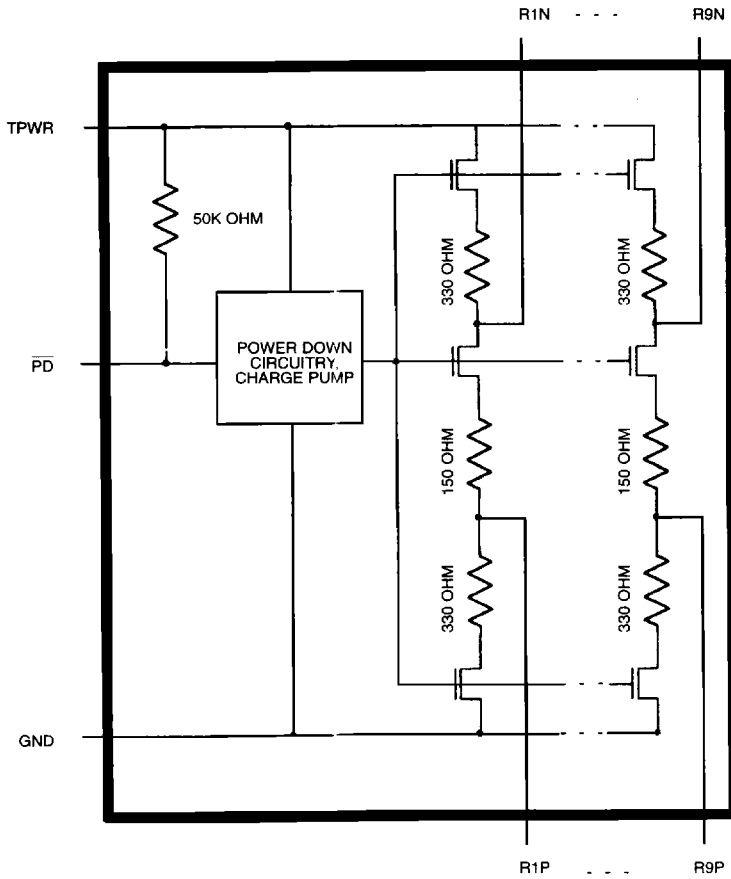 R1N - - - R9N
TPWR
50K OHM
330 OHM
330 OHM
PD
POWER DOWN
CIRCUITRY,
CHARGE PUMP
150 OHM
150 OHM
330 OHM
330 OHM
GND
R1P - - - R9P